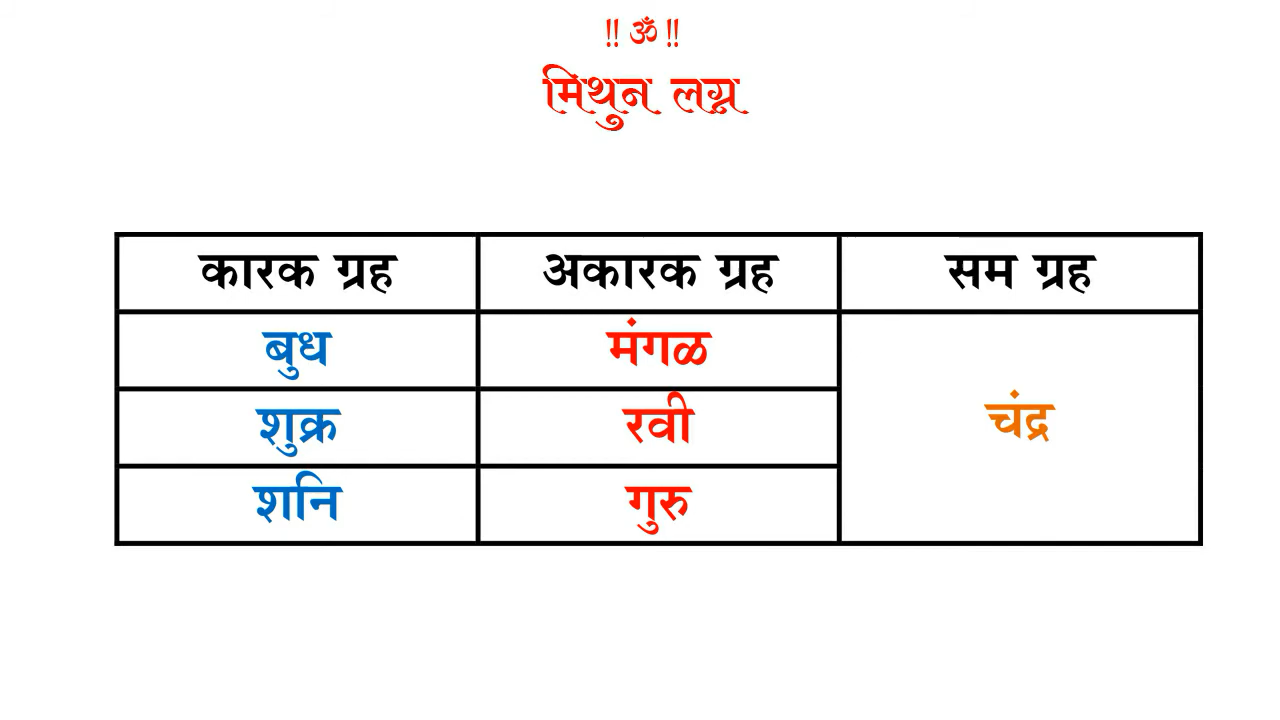 !! ॐ !!
मिथुन लग्न
कारक ग्रह अकारक ग्रह सम ग्रह
बुध मंगळ
शुक्र रवी चंद्र
शनि गुरु